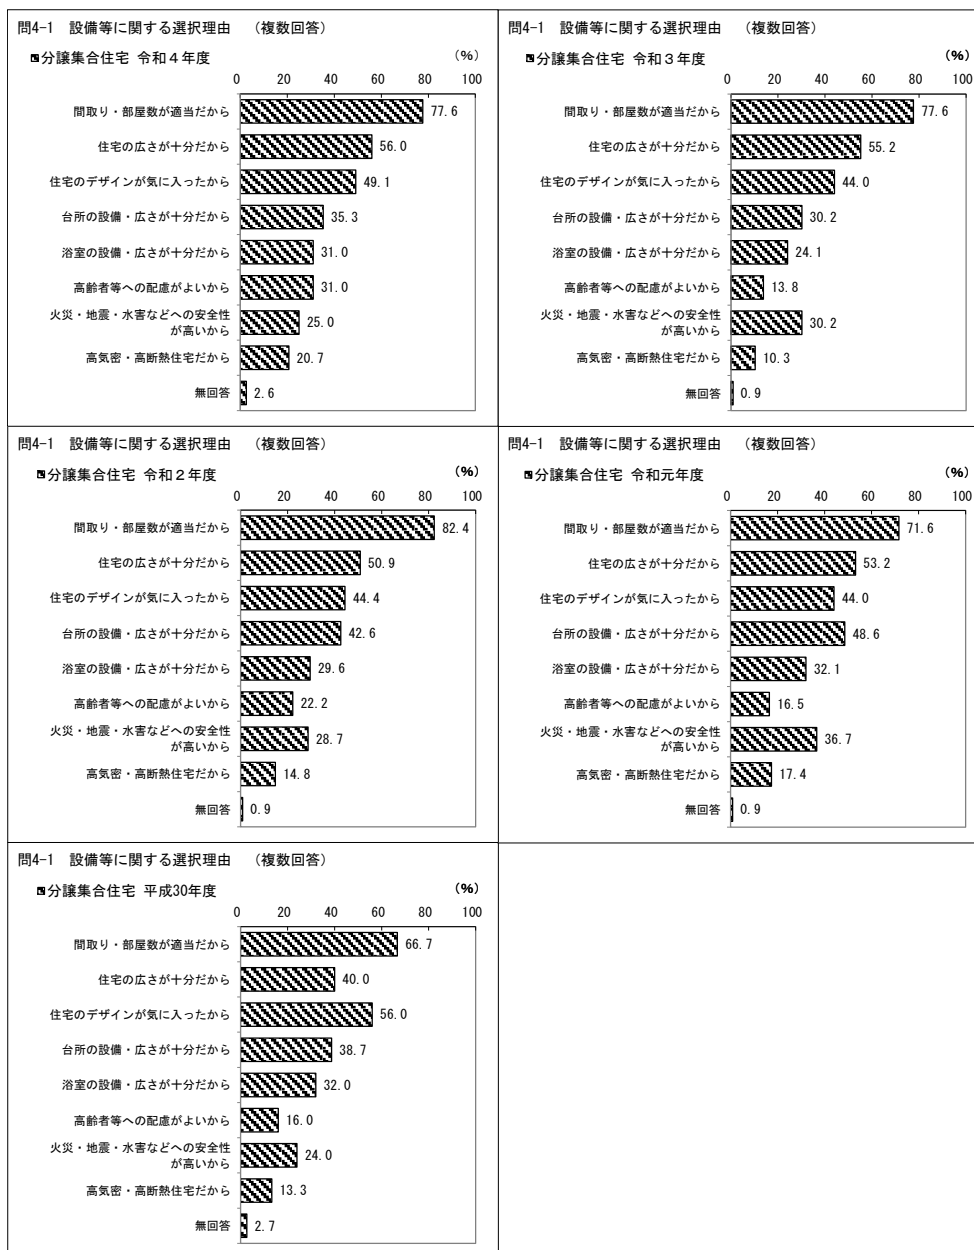 問4-1 設備等に関する選択理由 （複数回答）
分譲集合住宅 令和４年度 (%)
0 20 40 60 80 100
間取り・部屋数が適当だから 77.6
住宅の広さが十分だから 56.0
住宅のデザインが気に入ったから 49.1
台所の設備・広さが十分だから 35.3
浴室の設備・広さが十分だから 31.0
高齢者等への配慮がよいから 31.0
火災・地震・水害などへの安全性
が高いから 25.0
高気密・高断熱住宅だから 20.7
無回答 2.6
問4-1 設備等に関する選択理由 （複数回答）
分譲集合住宅 令和３年度 (%)
0 20 40 60 80 100
間取り・部屋数が適当だから 77.6
住宅の広さが十分だから 55.2
住宅のデザインが気に入ったから 44.0
台所の設備・広さが十分だから 30.2
浴室の設備・広さが十分だから 24.1
高齢者等への配慮がよいから 13.8
火災・地震・水害などへの安全性
が高いから 30.2
高気密・高断熱住宅だから 10.3
無回答 0.9
問4-1 設備等に関する選択理由 （複数回答）
分譲集合住宅 令和２年度 (%)
0 20 40 60 80 100
間取り・部屋数が適当だから 82.4
住宅の広さが十分だから 50.9
住宅のデザインが気に入ったから 44.4
台所の設備・広さが十分だから 42.6
浴室の設備・広さが十分だから 29.6
高齢者等への配慮がよいから 22.2
火災・地震・水害などへの安全性
が高いから 28.7
高気密・高断熱住宅だから 14.8
無回答 0.9
問4-1 設備等に関する選択理由 （複数回答）
分譲集合住宅 令和元年度 (%)
0 20 40 60 80 100
間取り・部屋数が適当だから 71.6
住宅の広さが十分だから 53.2
住宅のデザインが気に入ったから 44.0
台所の設備・広さが十分だから 48.6
浴室の設備・広さが十分だから 32.1
高齢者等への配慮がよいから 16.5
火災・地震・水害などへの安全性
が高いから 36.7
高気密・高断熱住宅だから 17.4
無回答 0.9
問4-1 設備等に関する選択理由 （複数回答）
分譲集合住宅 平成30年度 (%)
0 20 40 60 80 100
間取り・部屋数が適当だから 66.7
住宅の広さが十分だから 40.0
住宅のデザインが気に入ったから 56.0
台所の設備・広さが十分だから 38.7
浴室の設備・広さが十分だから 32.0
高齢者等への配慮がよいから 16.0
火災・地震・水害などへの安全性
が高いから 24.0
高気密・高断熱住宅だから 13.3
無回答 2.7